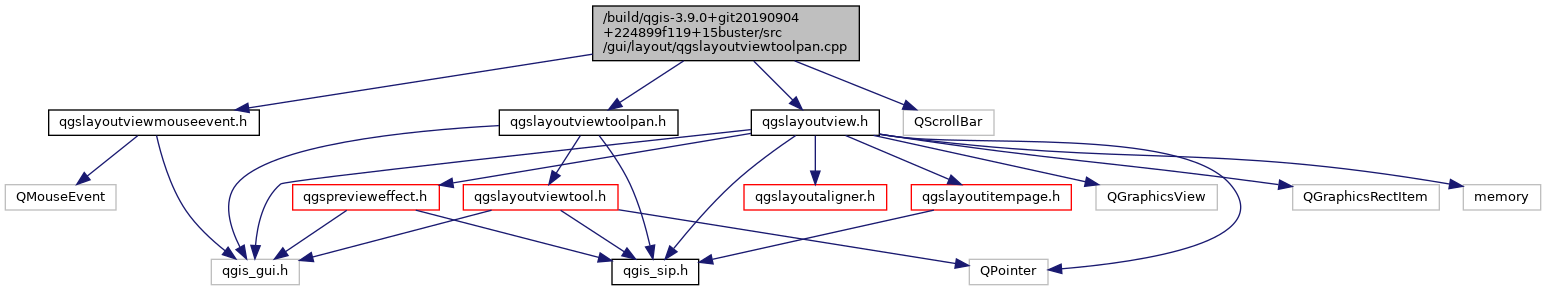 /build/qgis-3.9.0+git20190904
+224899f119+15buster/src
/gui/layout/qgslayoutviewtoolpan.cpp
qgslayoutviewmouseevent.h
qgslayoutviewtoolpan.h
qgslayoutview.h
QScrollBar
QMouseEvent
qgspreivieweffect.h
qgslayoutviewtool.h
qgslayoutaligner.h
qgslayoutitempage.h
QGraphicsView
QGraphicsRectItem
memory
qgis_gui.h
qgis_sip.h
QPointer